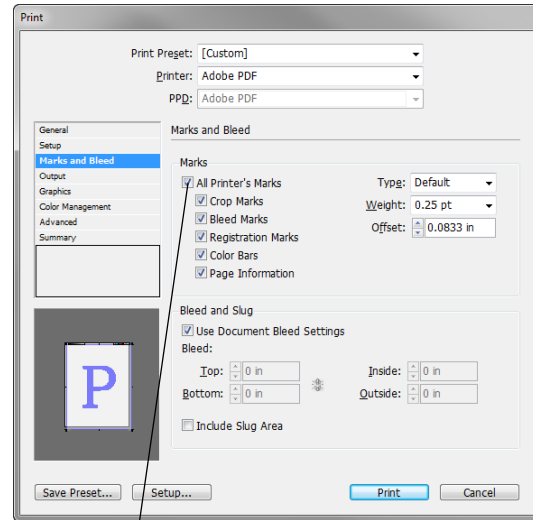 Print
Print Preset: [Custom]
Printer: Adobe PDF
PPD: Adobe PDF
General
Setup
Marks and Bleed
Output
Graphics
Color Management
Advanced
Summary
Marks and Bleed
Marks
All Printer's Marks
Crop Marks
Bleed Marks
Registration Marks
Color Bars
Page Information
Type: Default
Weight: 0.25 pt
Offset: 0.0833 in
Bleed and Slug
Use Document Bleed Settings
Bleed:
Top: 0 in Inside: 0 in
Bottom: 0 in Outside: 0 in
Include Slug Area
P
Save Preset... Setup... Print Cancel